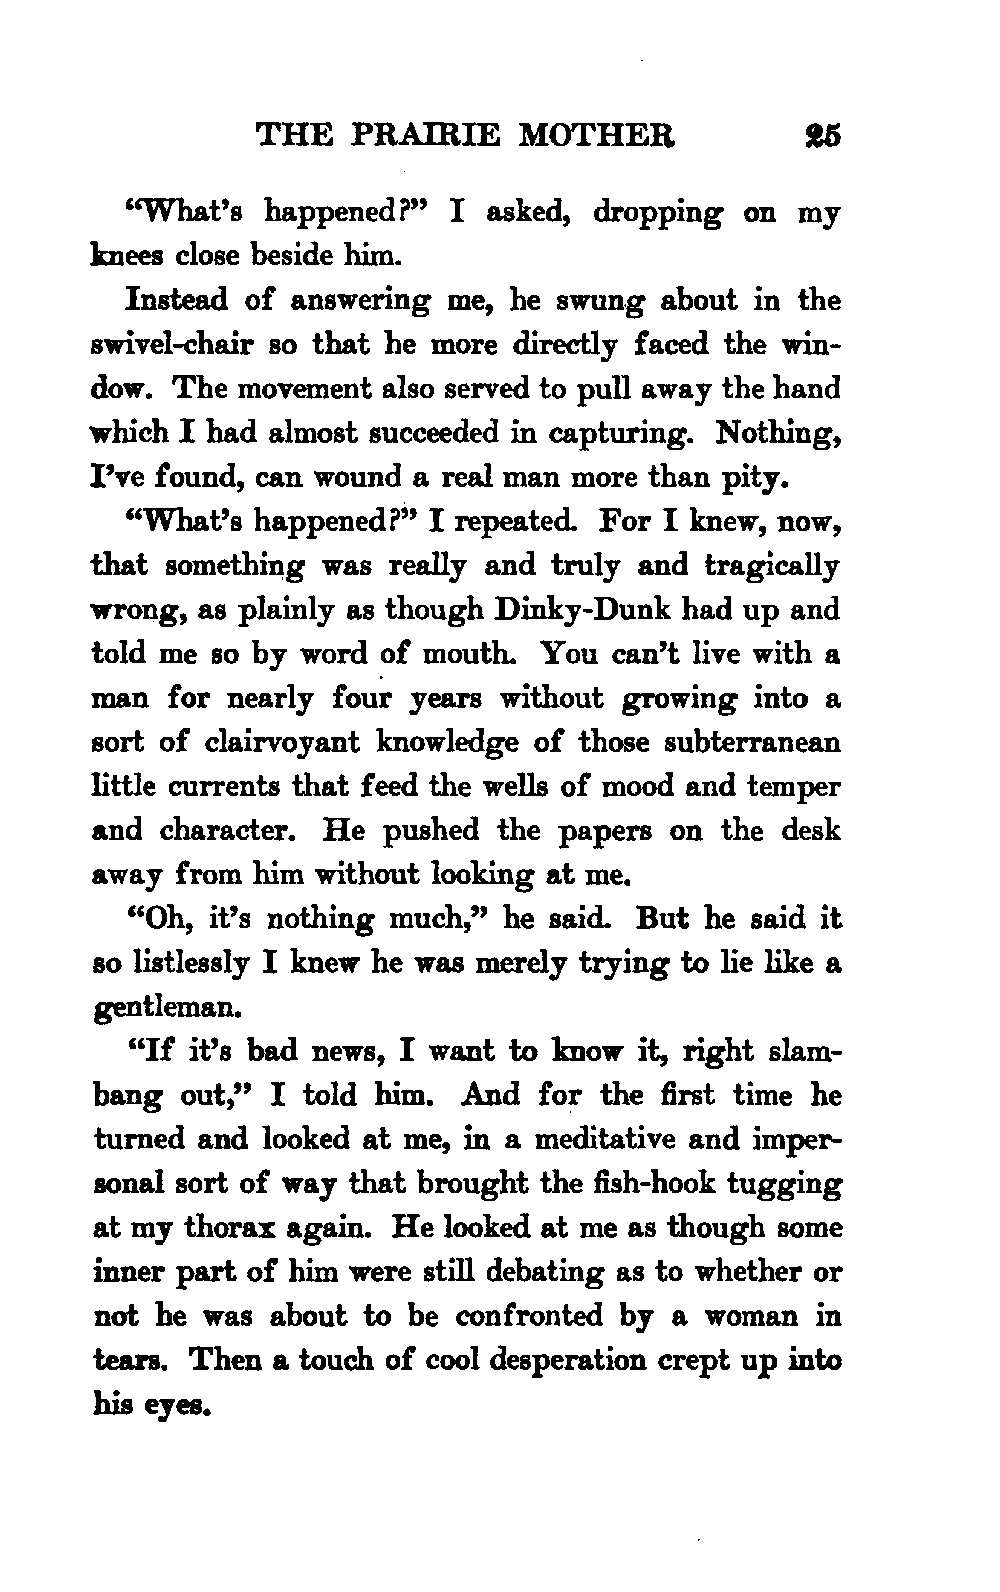 THE PRAIRIE MOTHER 25
“What’s happened?” I asked, dropping on my
knees close beside him.
Instead of answering me, he swung about in the
swivel-chair so that he more directly faced the win-
dow. The movement also served to pull away the hand
which I had almost succeeded in capturing. Nothing,
I’ve found, can wound a real man more than pity.
“What’s happened?” I repeated. For I knew, now,
that something was really and truly and tragically
wrong, as plainly as though Dinky-Dunk had up and
told me so by word of mouth. You can’t live with a
man for nearly four years without growing into a
sort of clairvoyant knowledge of those subterranean
little currents that feed the wells of mood and temper
and character. He pushed the papers on the desk
away from him without looking at me.
“Oh, it’s nothing much,” he said. But he said it
so listlessly I knew he was merely trying to lie like a
gentleman.
“If it’s bad news, I want to know it, right slam-
bang out,” I told him. And for the first time he
turned and looked at me, in a meditative and imper-
sonal sort of way that brought the fish-hook tugging
at my thorax again. He looked at me as though some
inner part of him were still debating as to whether or
not he was about to be confronted by a woman in
tears. Then a touch of cool desperation crept up into
his eyes.